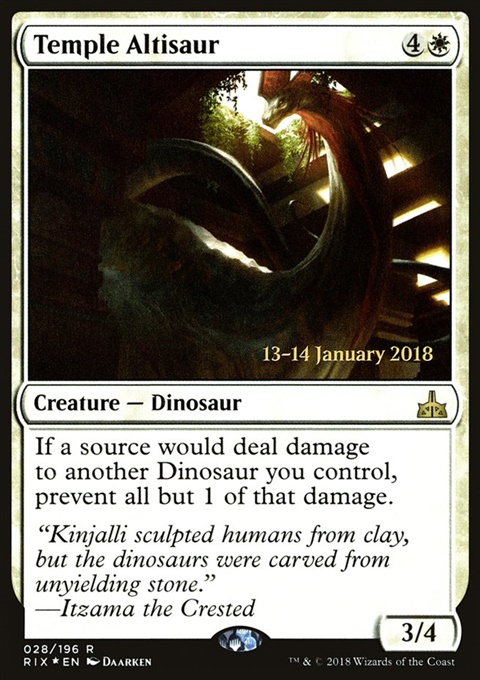 Temple Altisaur 4
13-14 January 2018
Creature — Dinosaur
If a source would deal damage
to another Dinosaur you control,
prevent all but 1 of that damage.
“Kinjalli sculpted humans from clay,
but the dinosaurs were carved from
unyielding stone.”
—Itzama the Crested
3/4
028/196 R
RIX★EN Daarken
™ & © 2018 Wizards of the Coast